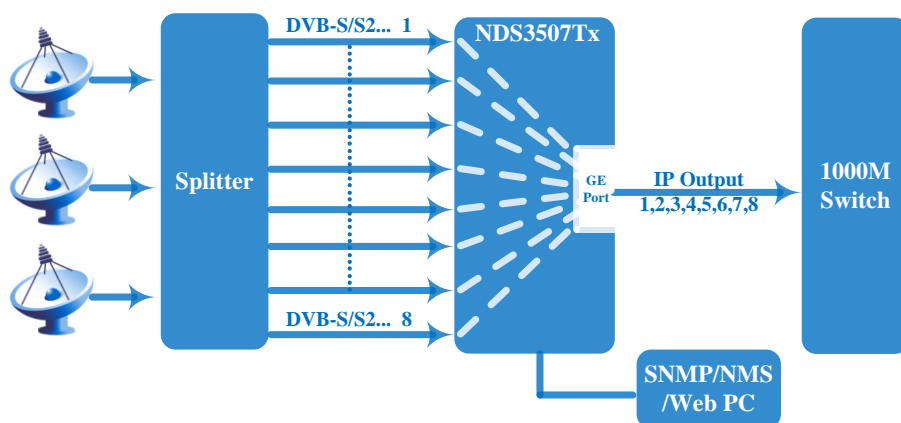 DVB-S/S2... 1
NDS3507Tx
Splitter
GE
Port
IP Output
1,2,3,4,5,6,7,8
1000M
Switch
DVB-S/S2... 8
SNMP/NMS
/Web PC